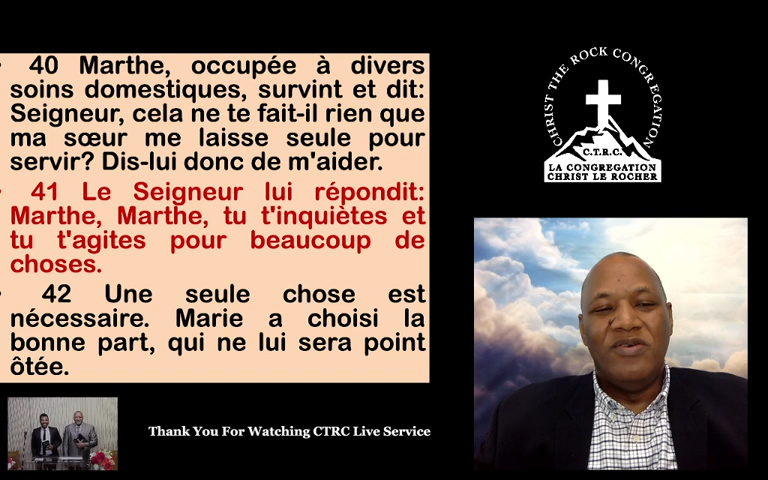 40 Marthe, occupée à divers
soins domestiques, survint et dit:
Seigneur, cela ne te fait-il rien que
ma sœur me laisse seule pour
servir? Dis-lui donc de m'aider.
41 Le Seigneur lui répondit:
Marthe, Marthe, tu t'inquiètes et
tu t'agites pour beaucoup de
choses.
42 Une seule chose est
nécessaire. Marie a choisi la
bonne part, qui ne lui sera point
ôtée.
CHRIST THE ROCK CONGREGATION
C.T.R.C.
LA CONGREGATION
CHRIST LE ROCHER
Thank You For Watching CTRC Live Service